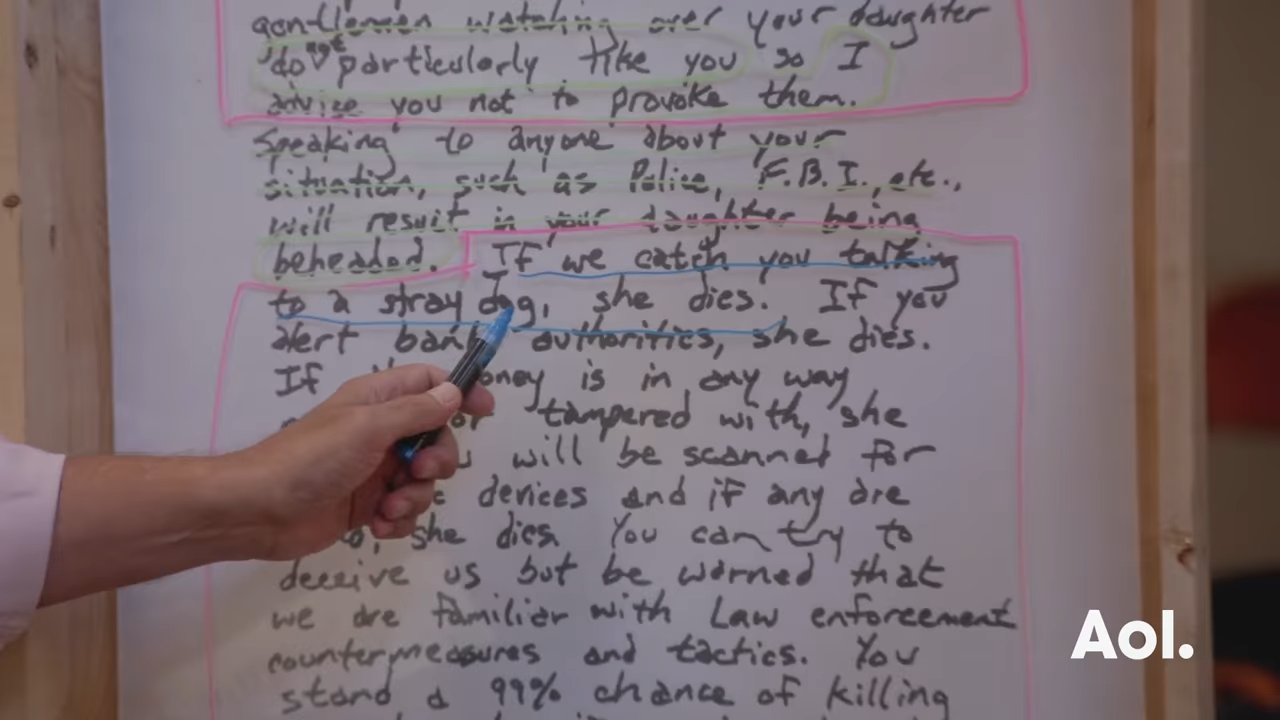 gentlemen watching over your daughter
do not particularly like you so I
advise you not to provoke them.
Speaking to anyone about your
situation, such as Police, F.B.I., etc.,
will result in your daughter being
beheaded. If we catch you talking
to a stray dog, she dies. If you
alert bank authorities, she dies.
If oney is in any way
or tampered with, she
will be scanned for
devices and if any are
she dies. You can try to
deceive us but be warned that
we are familiar with Law enforcement
countermeasures and tactics. You
stand a 99% chance of killing
Aol.